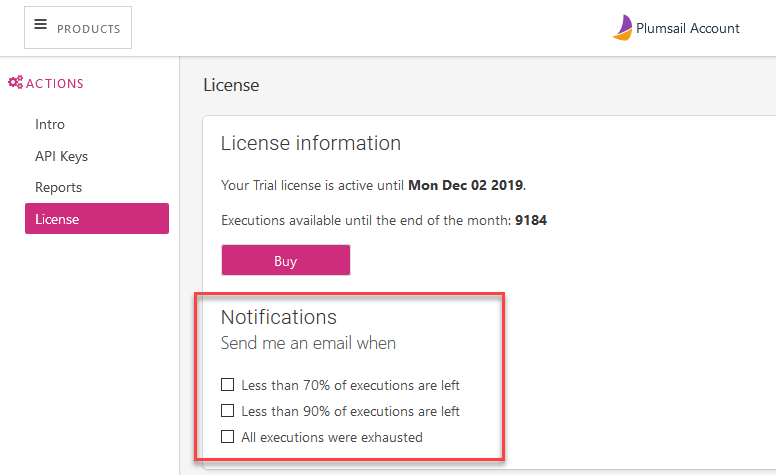 PRODUCTS
Plumsail Account
ACTIONS
Intro
API Keys
Reports
License
License
License information
Your Trial license is active until Mon Dec 02 2019.
Executions available until the end of the month: 9184
Buy
Notifications
Send me an email when
Less than 70% of executions are left
Less than 90% of executions are left
All executions were exhausted